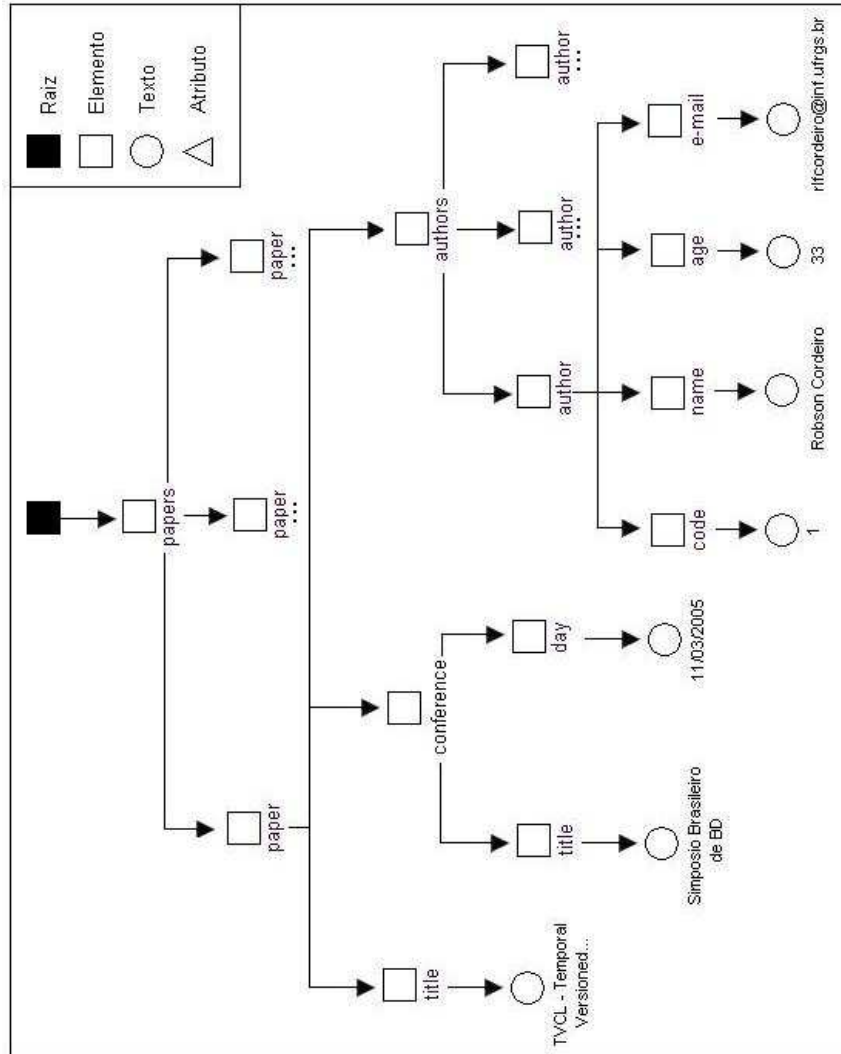 Raiz
Elemento
Texto
Atributo
papers
paper
paper
...
paper
...
title
conference
authors
TVCL - Temporal
Versioned...
title
day
author
author
...
author
...
Simposio Brasileiro
de BD
11/03/2005
code
name
age
e-mail
1
Robson Cordeiro
33
rlfcordeiro@inf.ufrgs.br